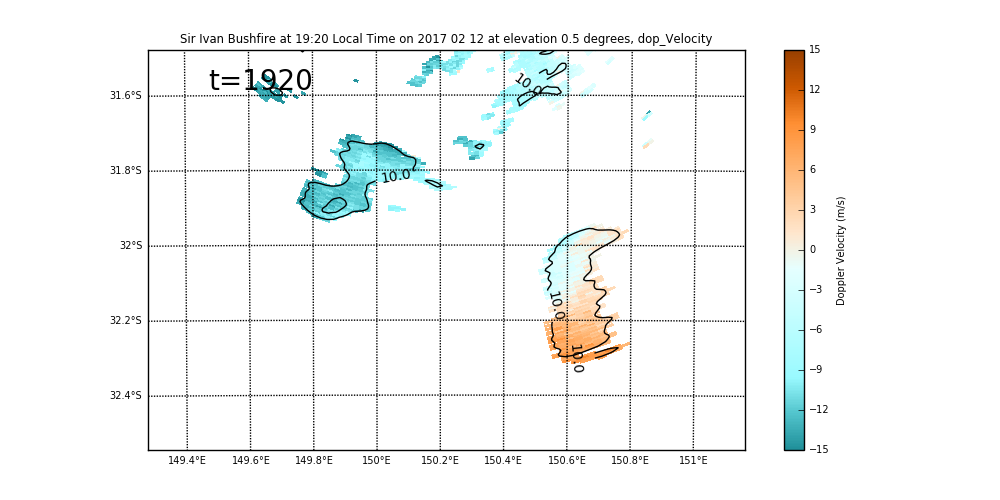 Sir Ivan Bushfire at 19:20 Local Time on 2017 02 12 at elevation 0.5 degrees, dop_Velocity
t=1920
31.6°S
31.8°S
32°S
32.2°S
32.4°S
149.4°E
149.6°E
149.8°E
150°E
150.2°E
150.4°E
150.6°E
150.8°E
151°E
10.0
10.0
10.0
10.0
15
12
9
6
3
0
−3
−6
−9
−12
−15
Doppler Velocity (m/s)